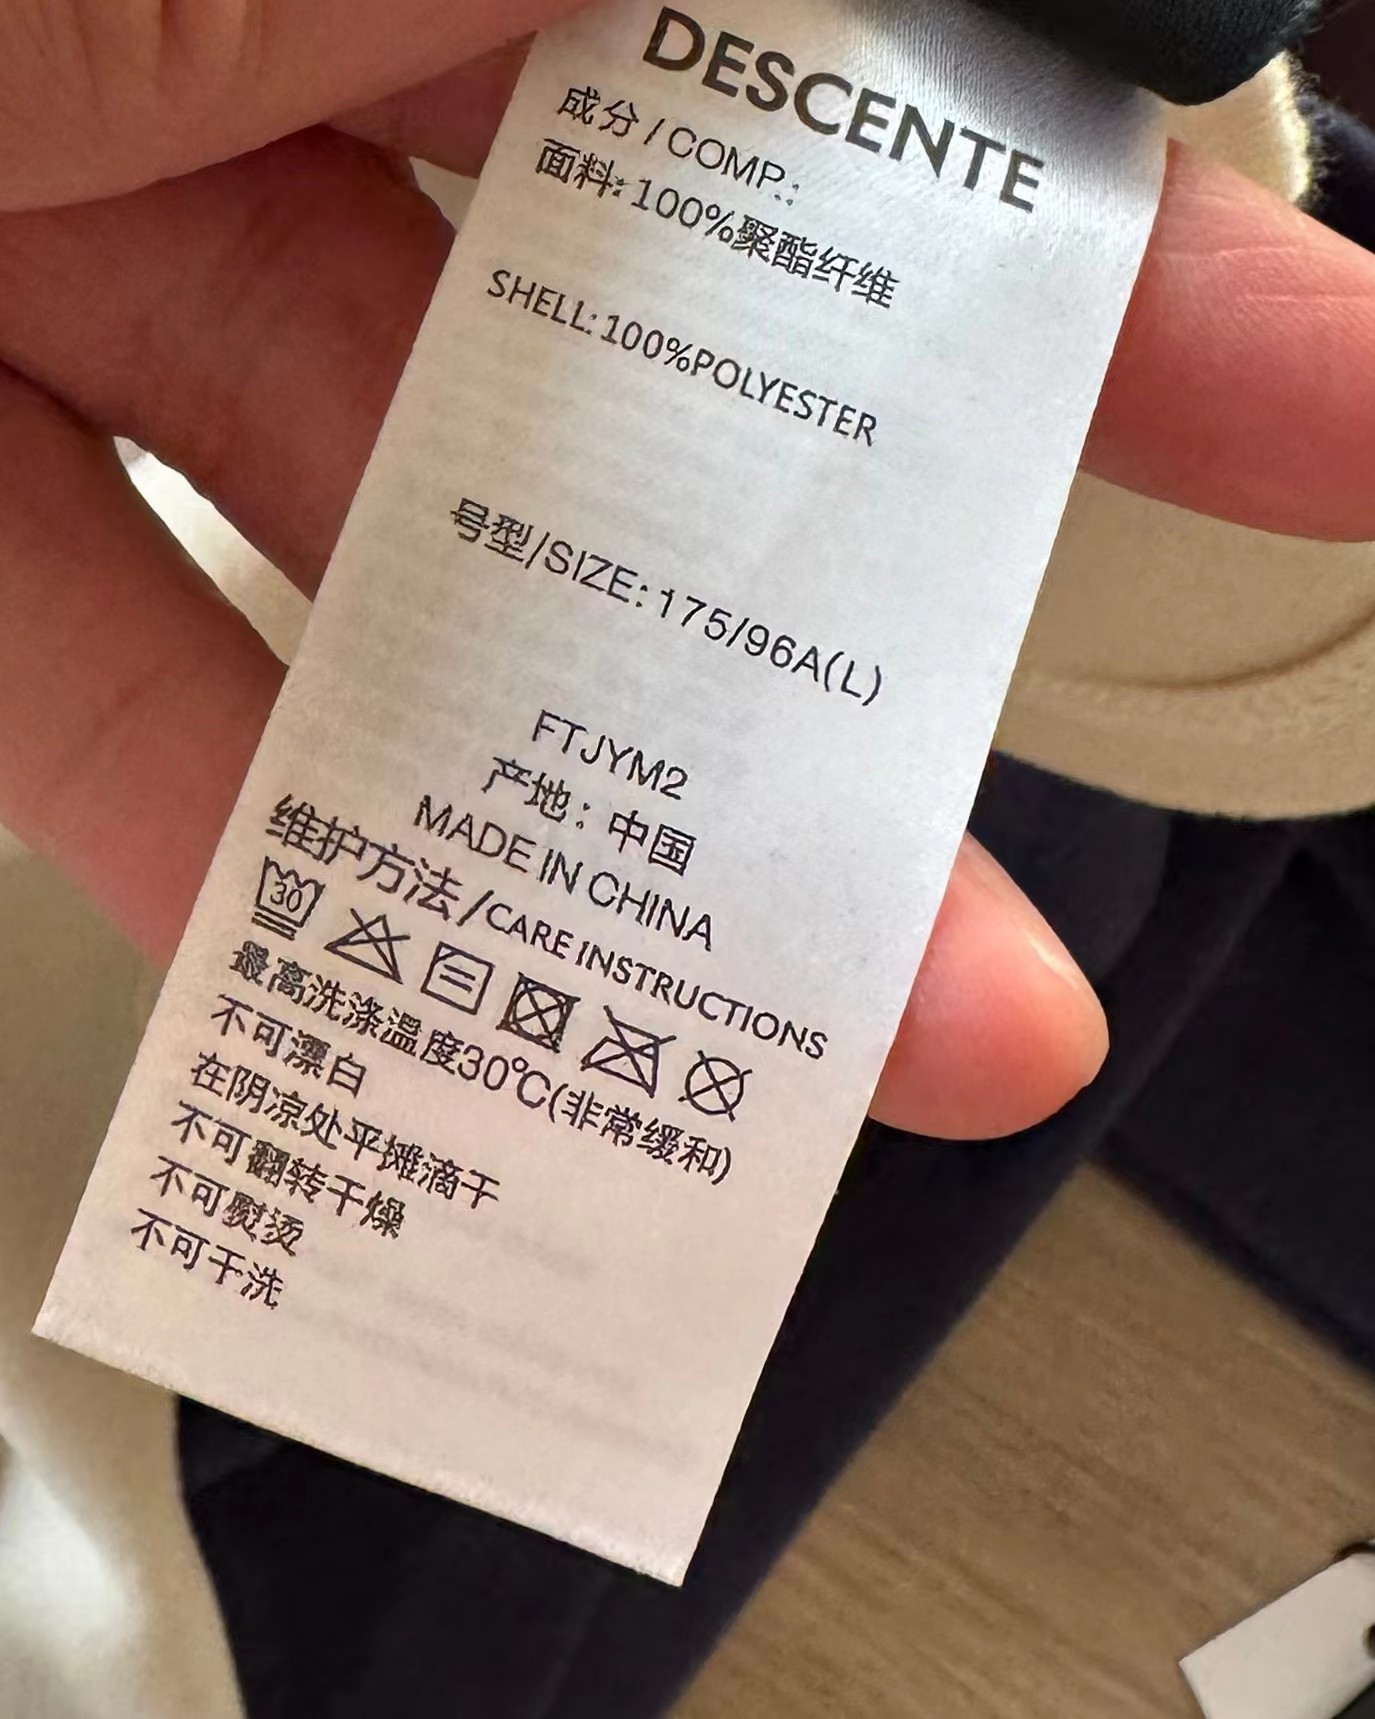 DESCENTE
成分/COMP.:
面料:100%聚酯纤维
SHELL:100%POLYESTER
号型/SIZE:175/96A(L)
FTJYM2
产地：中国
MADE IN CHINA
维护方法/CARE INSTRUCTIONS
30
最高洗涤温度30℃(非常缓和)
不可漂白
在阴凉处平摊滴干
不可翻转干燥
不可熨烫
不可干洗